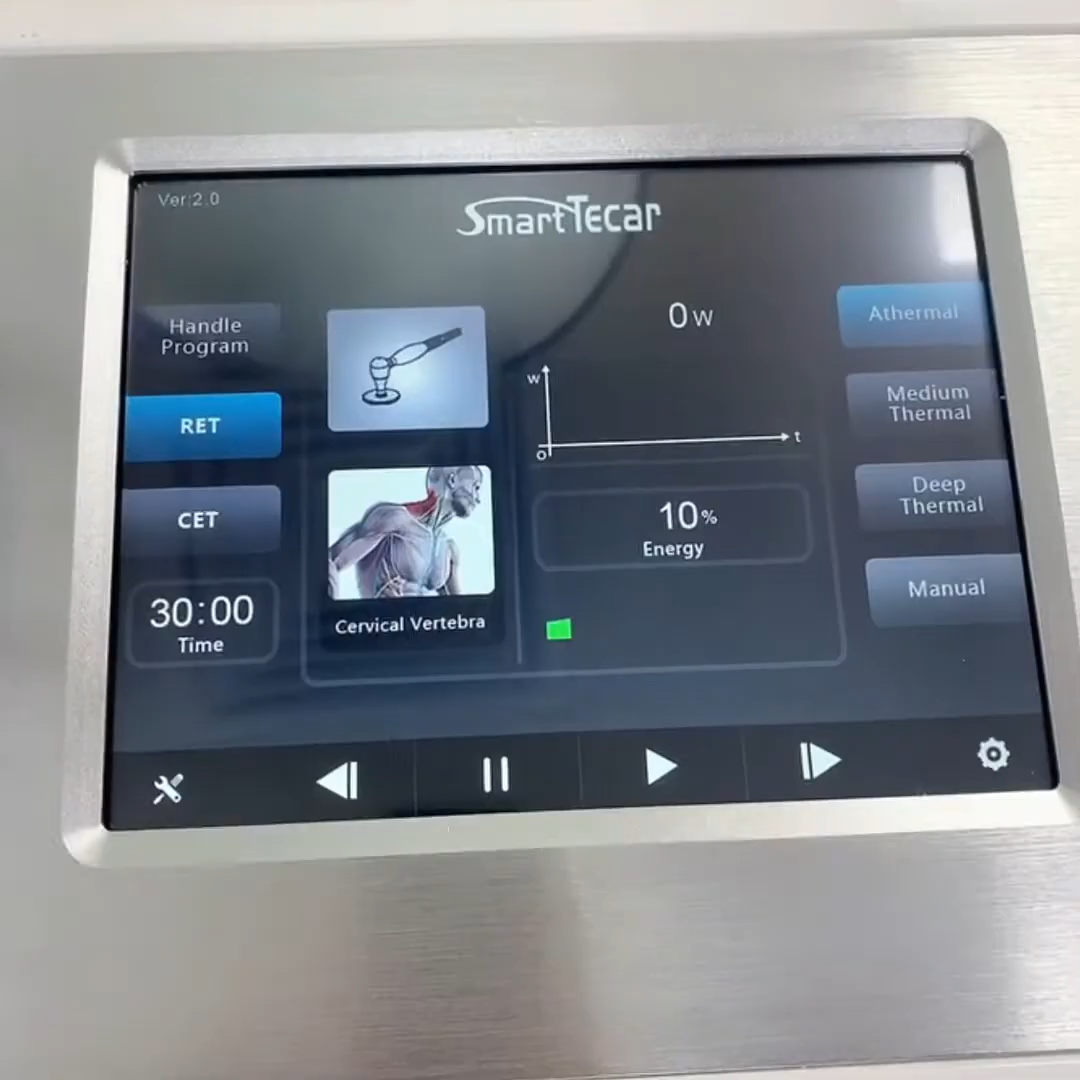 Ver:2.0
SmartTecar
Handle
Program
RET
CET
30:00
Time
Cervical Vertebra
0 W
W
O
t
10%
Energy
Athermal
Medium
Thermal
Deep
Thermal
Manual